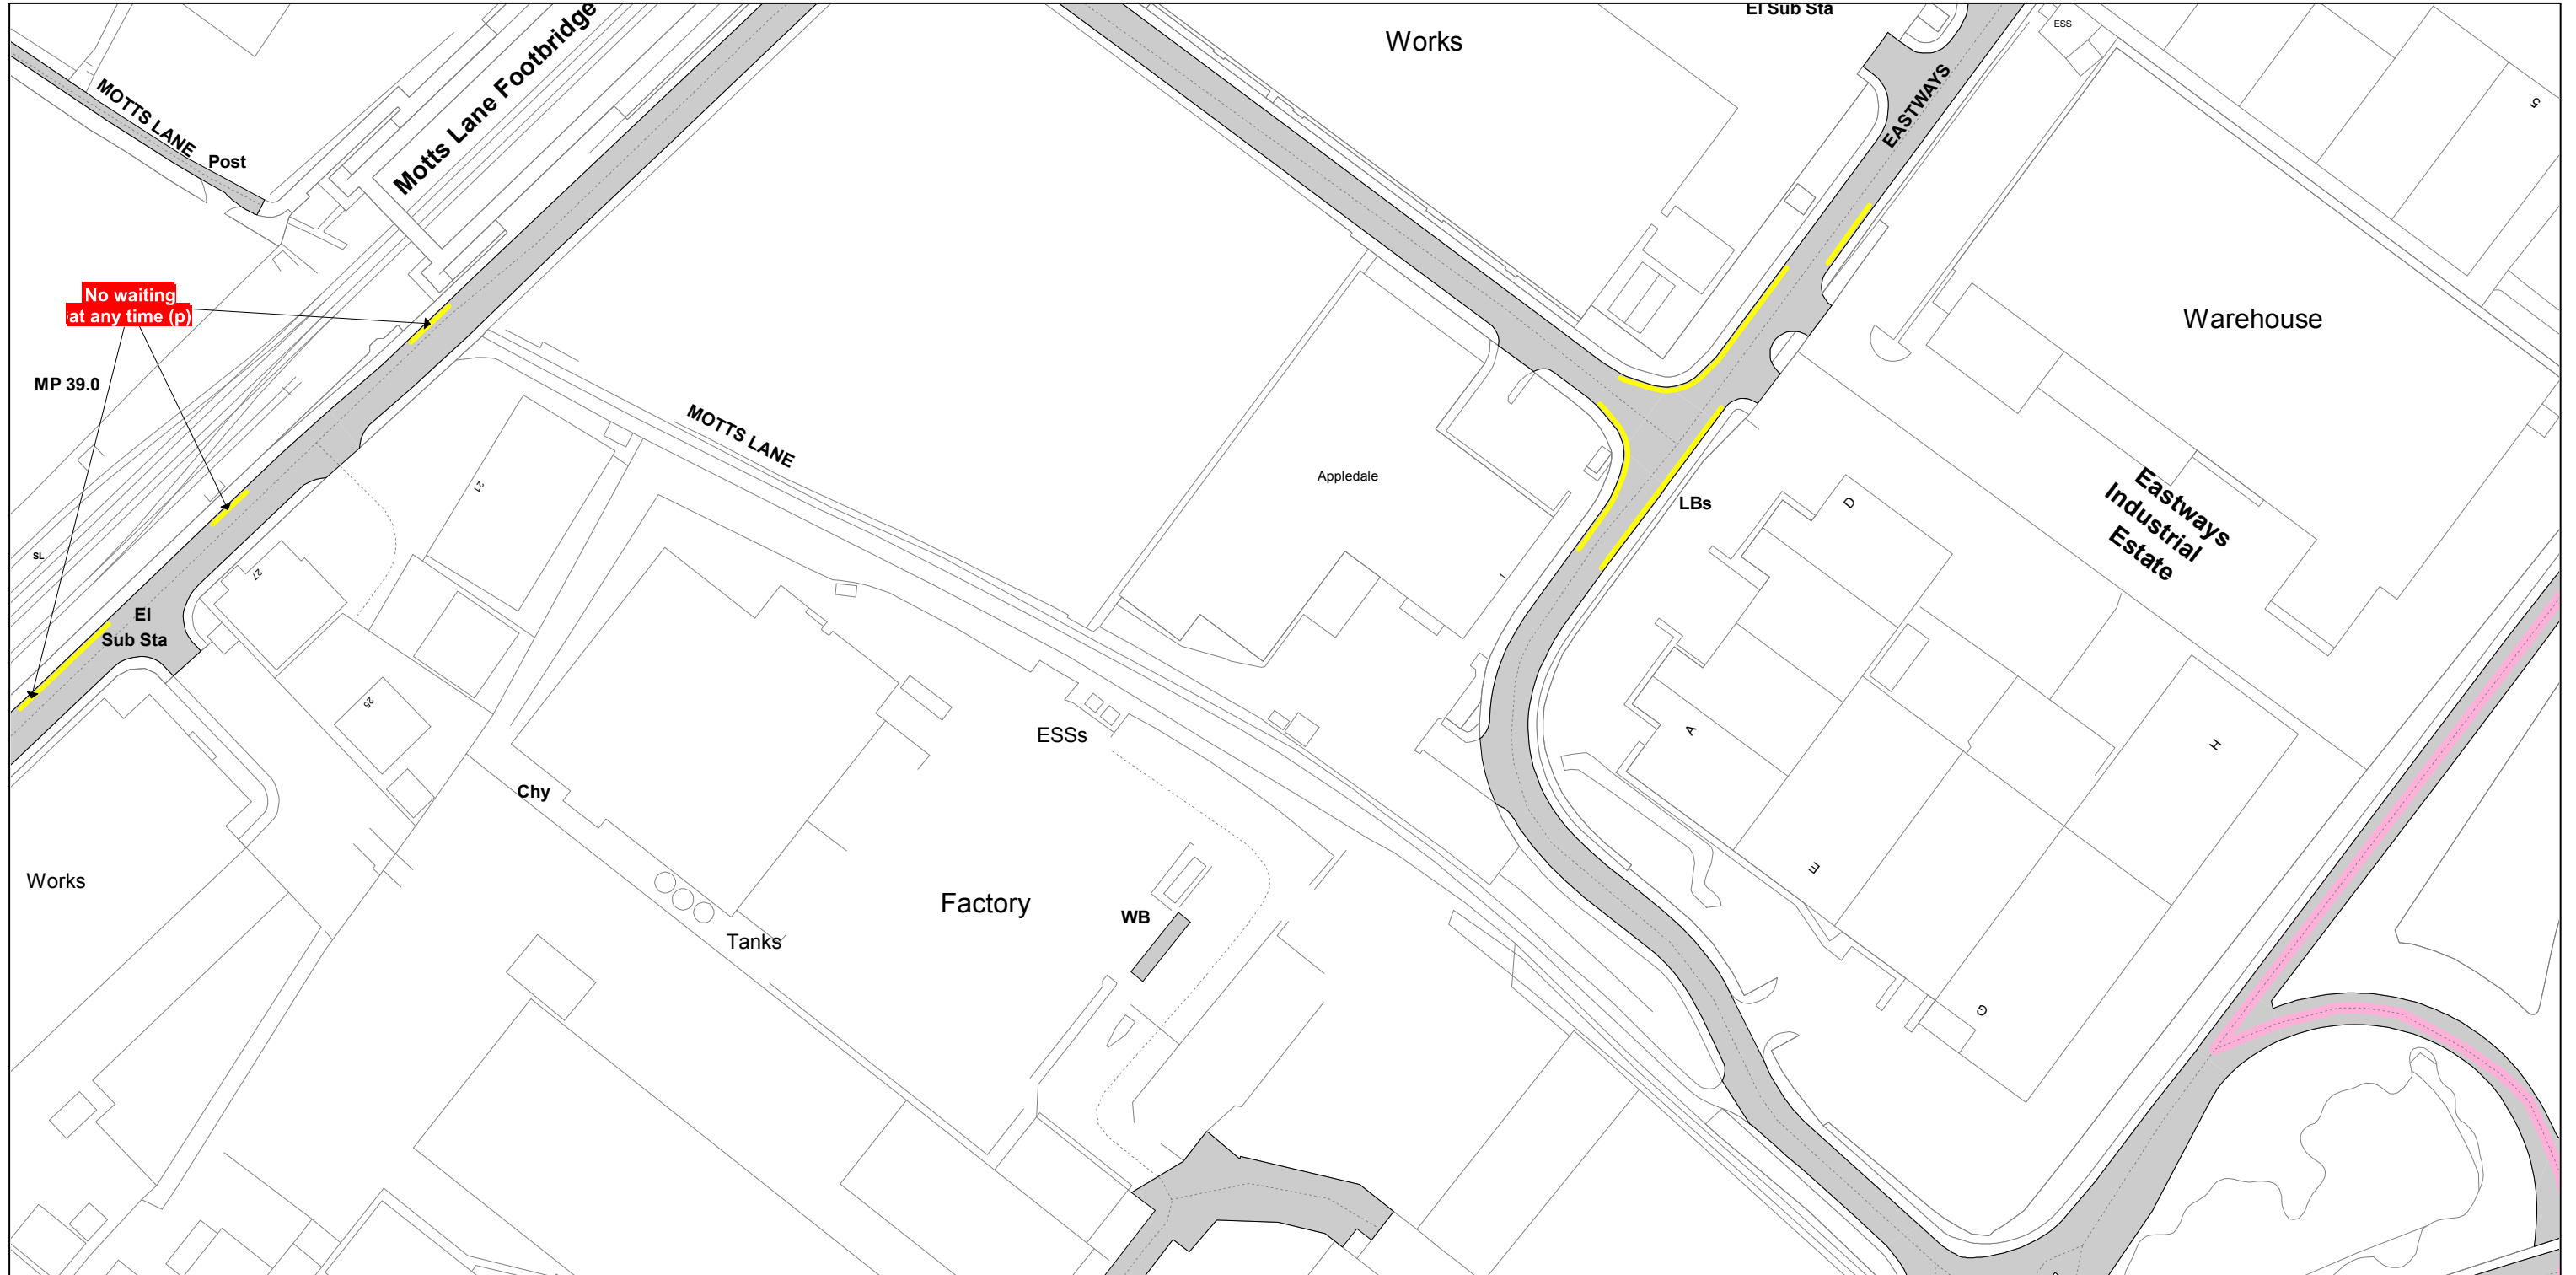 El Sub Sta
Works
ESS
EASTWAYS
5
Motts Lane Footbridge
MOTTS LANE
Post
No waiting
at any time (p)
MP 39.0
Warehouse
MOTTS LANE
Appledale
21
LBs
D
Eastways
Industrial
Estate
SL
27
1
El
Sub Sta
25
A
H
ESSs
Chy
E
Works
Factory
WB
Tanks
G